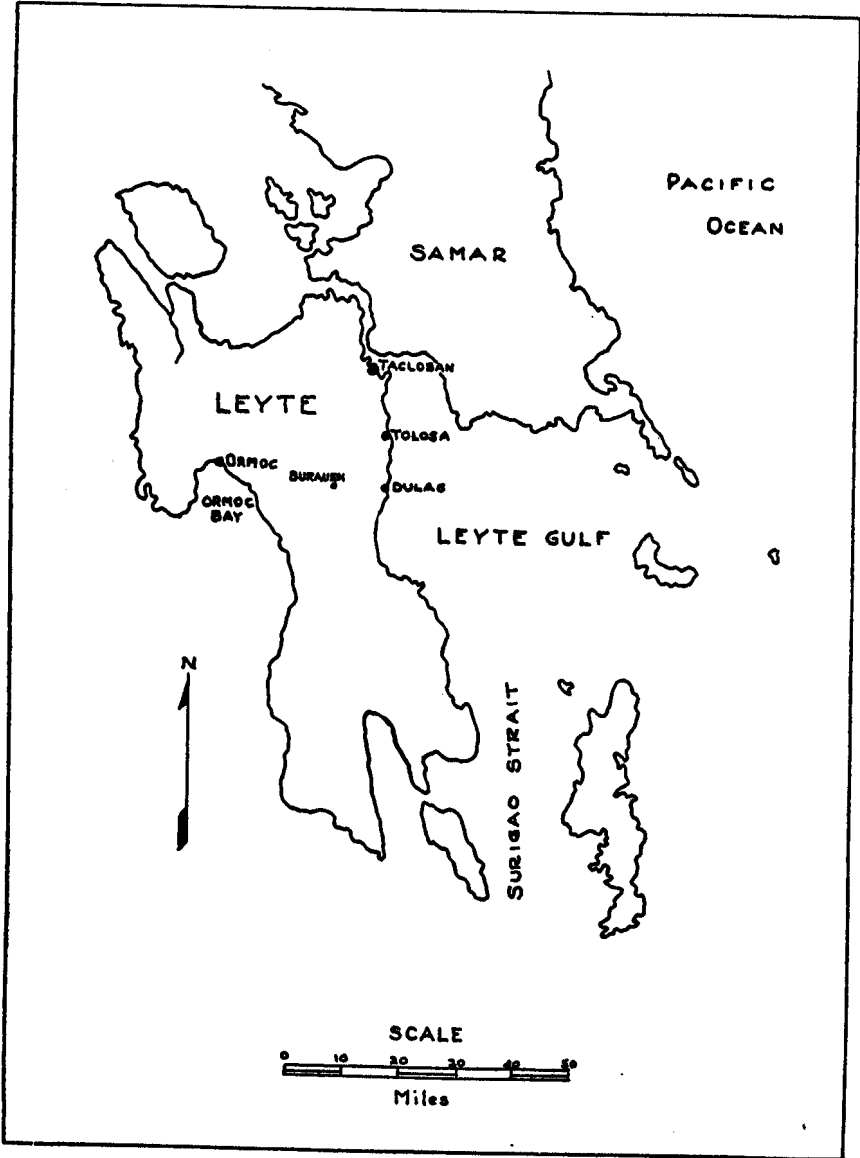 PACIFIC
OCEAN
SAMAR
TACLOBAN
LEYTE
TOLOSA
ORMOC
BURAUEN
DULAG
ORMOC
BAY
LEYTE GULF
N
SURIGAO STRAIT
SCALE
0 10 20 30 40 50
Miles